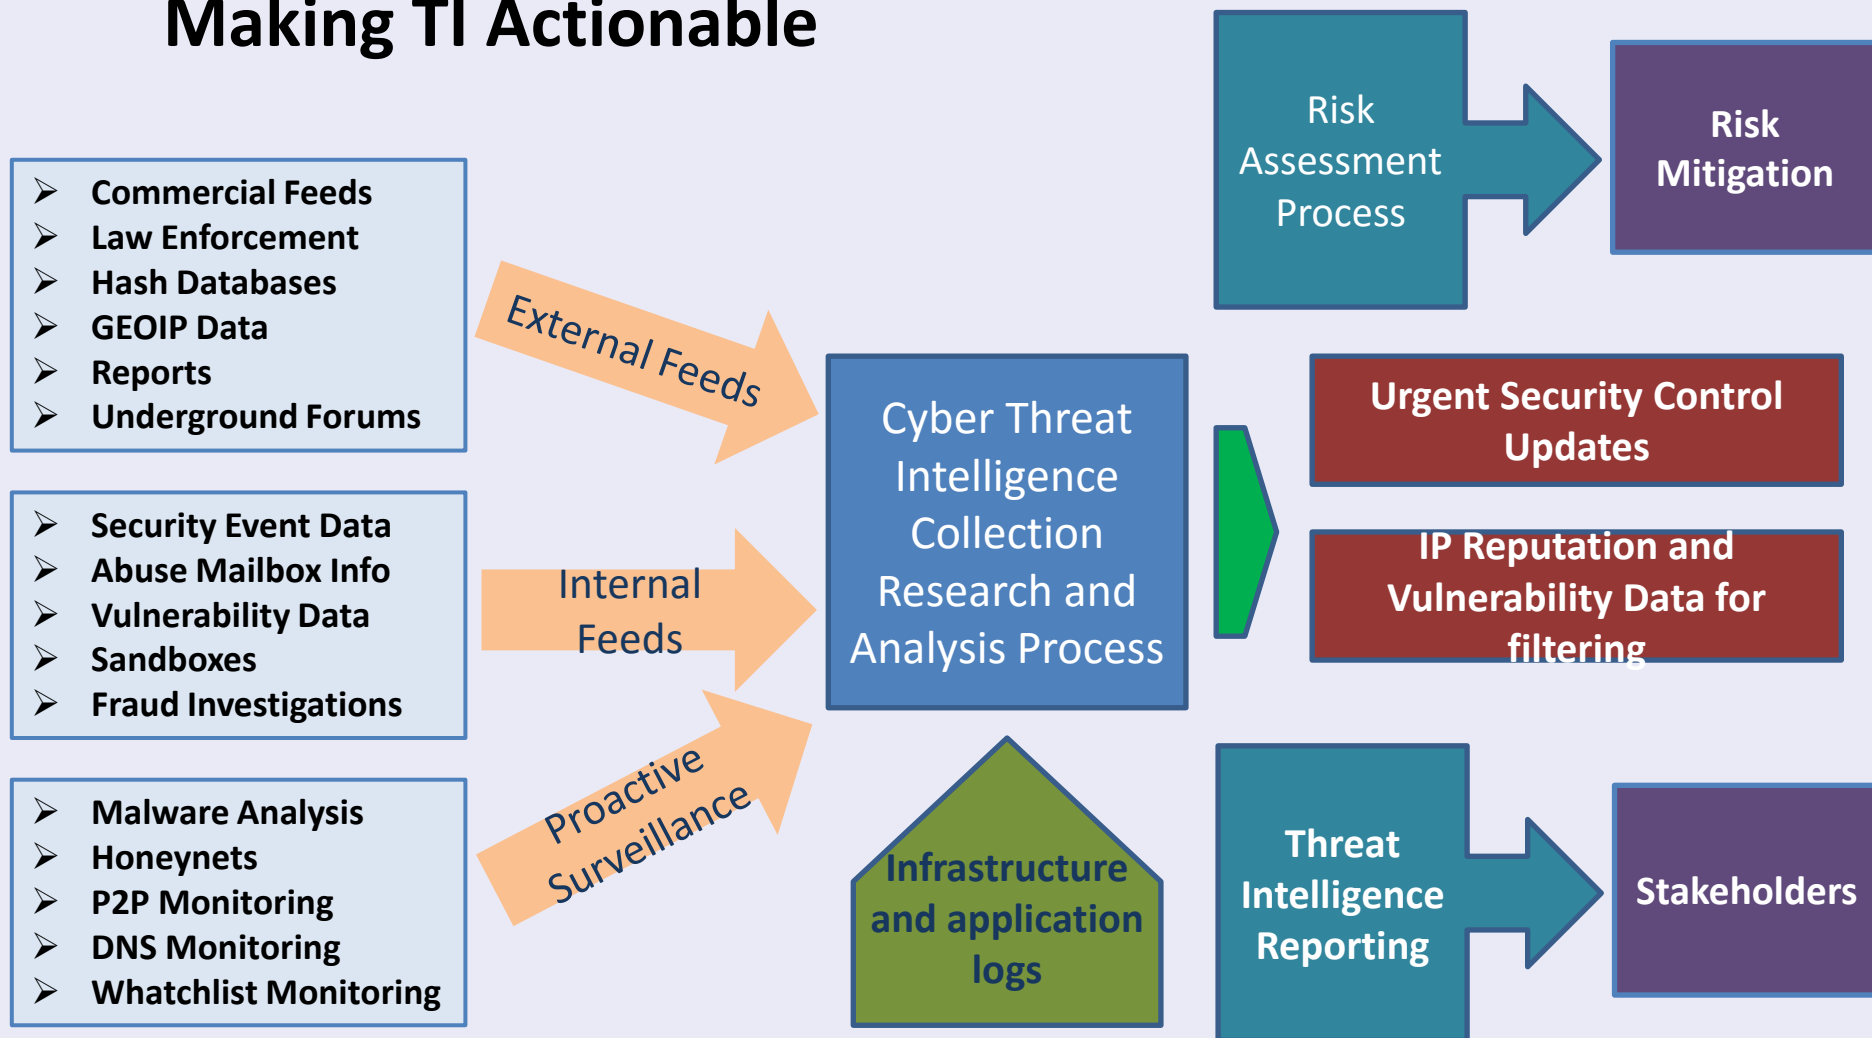 Making TI Actionable
Commercial Feeds
Law Enforcement
Hash Databases
GEOIP Data
Reports
Underground Forums
Security Event Data
Abuse Mailbox Info
Vulnerability Data
Sandboxes
Fraud Investigations
Malware Analysis
Honeynets
P2P Monitoring
DNS Monitoring
Whatchlist Monitoring
External Feeds
Internal
Feeds
Proactive
Surveillance
Cyber Threat
Intelligence
Collection
Research and
Analysis Process
Infrastructure
and application
logs
Risk
Assessment
Process
Risk
Mitigation
Urgent Security Control
Updates
IP Reputation and
Vulnerability Data for
filtering
Threat
Intelligence
Reporting
Stakeholders